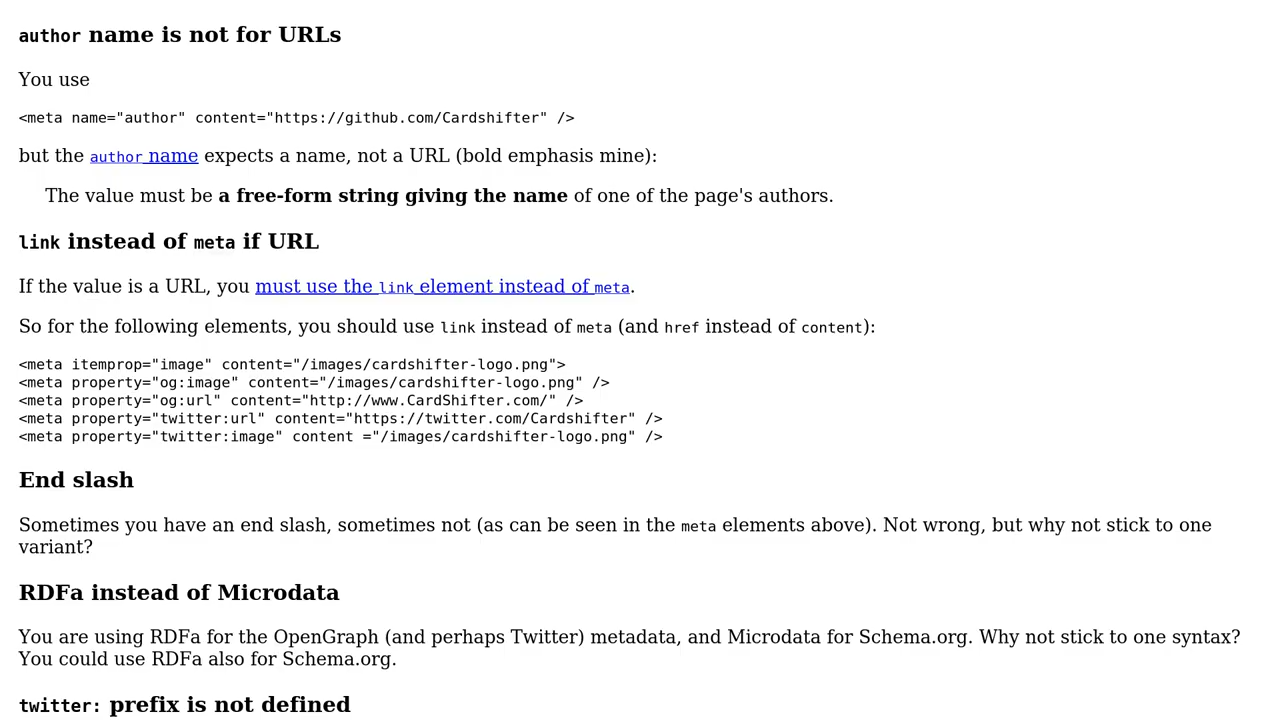 author name is not for URLs
You use
<meta name="author" content="https://github.com/Cardshifter" />
but the author name expects a name, not a URL (bold emphasis mine):
The value must be a free-form string giving the name of one of the page's authors.
link instead of meta if URL
If the value is a URL, you must use the link element instead of meta.
So for the following elements, you should use link instead of meta (and href instead of content):
<meta itemprop="image" content="/images/cardshifter-logo.png">
<meta property="og:image" content="/images/cardshifter-logo.png" />
<meta property="og:url" content="http://www.CardShifter.com/" />
<meta property="twitter:url" content="https://twitter.com/Cardshifter" />
<meta property="twitter:image" content ="/images/cardshifter-logo.png" />
End slash
Sometimes you have an end slash, sometimes not (as can be seen in the meta elements above). Not wrong, but why not stick to one
variant?
RDFa instead of Microdata
You are using RDFa for the OpenGraph (and perhaps Twitter) metadata, and Microdata for Schema.org. Why not stick to one syntax?
You could use RDFa also for Schema.org.
twitter: prefix is not defined